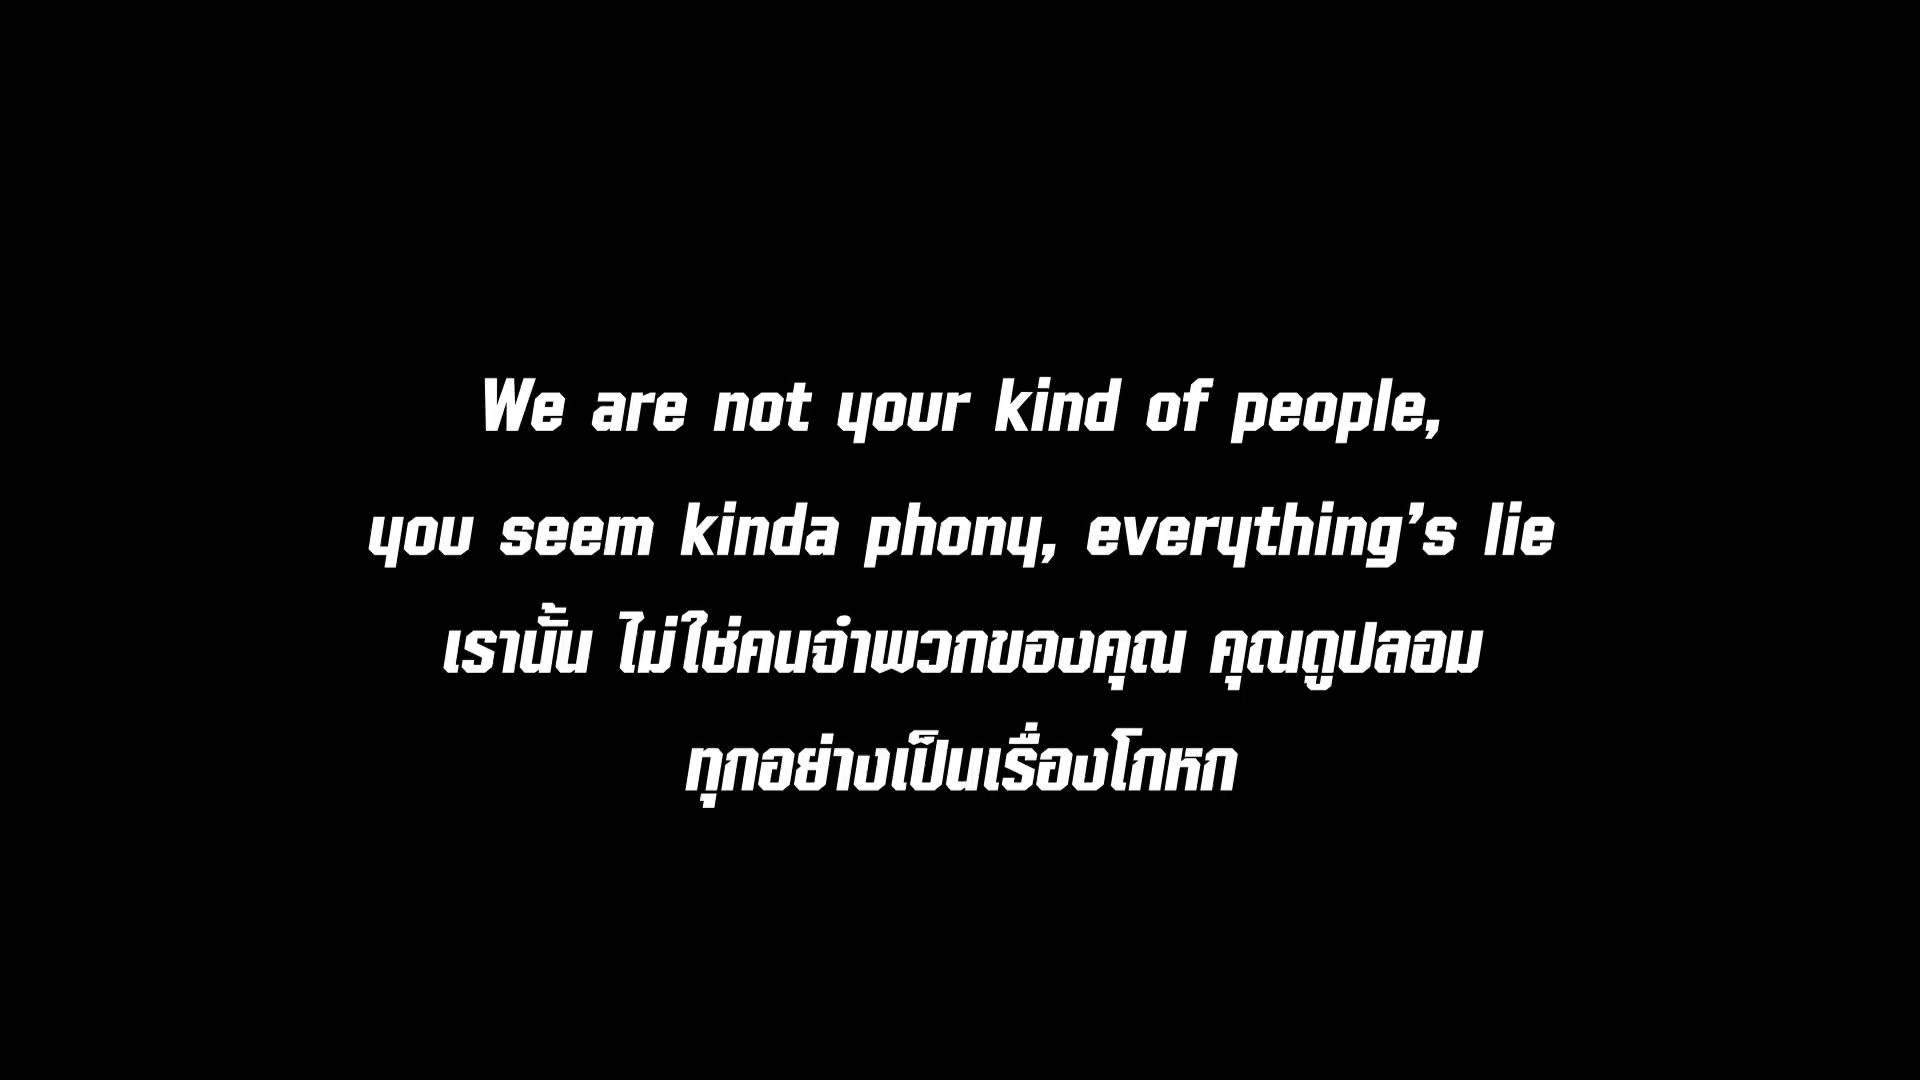 We are not your kind of people,
you seem kinda phony, everything’s lie
เรานั้น ไม่ใช่คนจำพวกของคุณ คุณดูปลอม
ทุกอย่างเป็นเรื่องโกหก